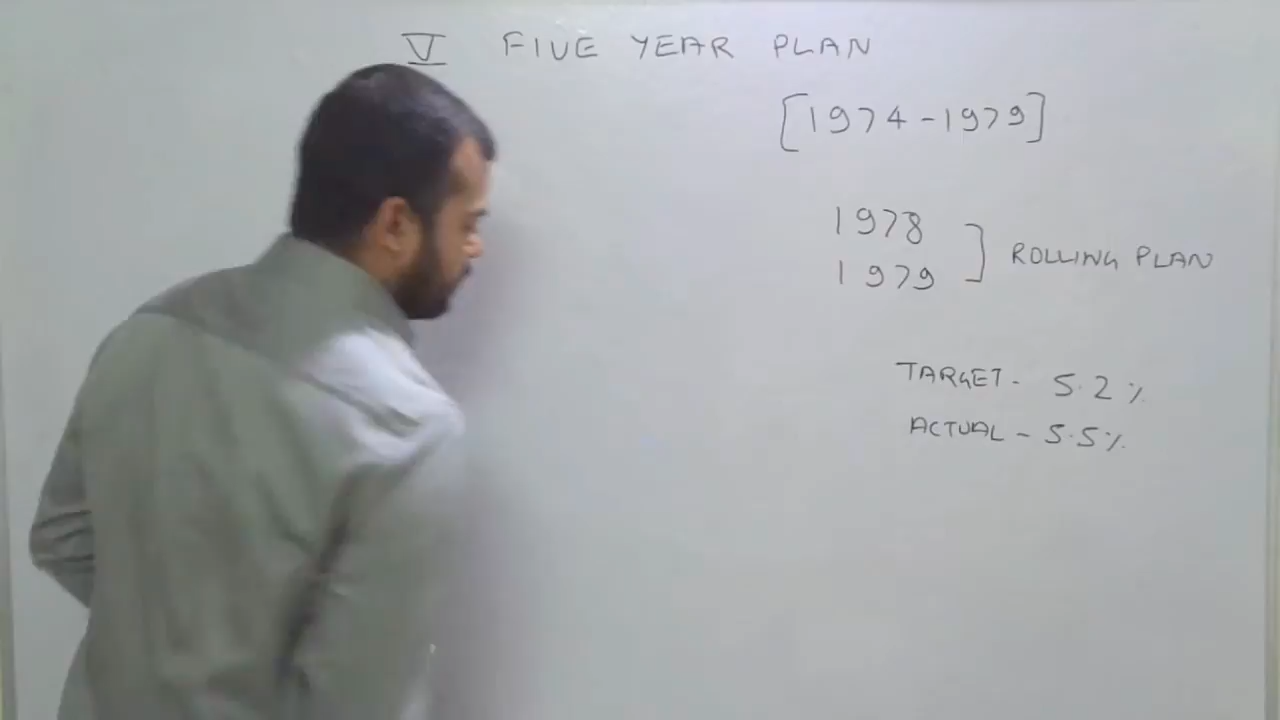 V FIVE YEAR PLAN
[1974-1979]
1978
1979 ] ROLLING PLAN
TARGET - 5.2%
ACTUAL - 5.5%